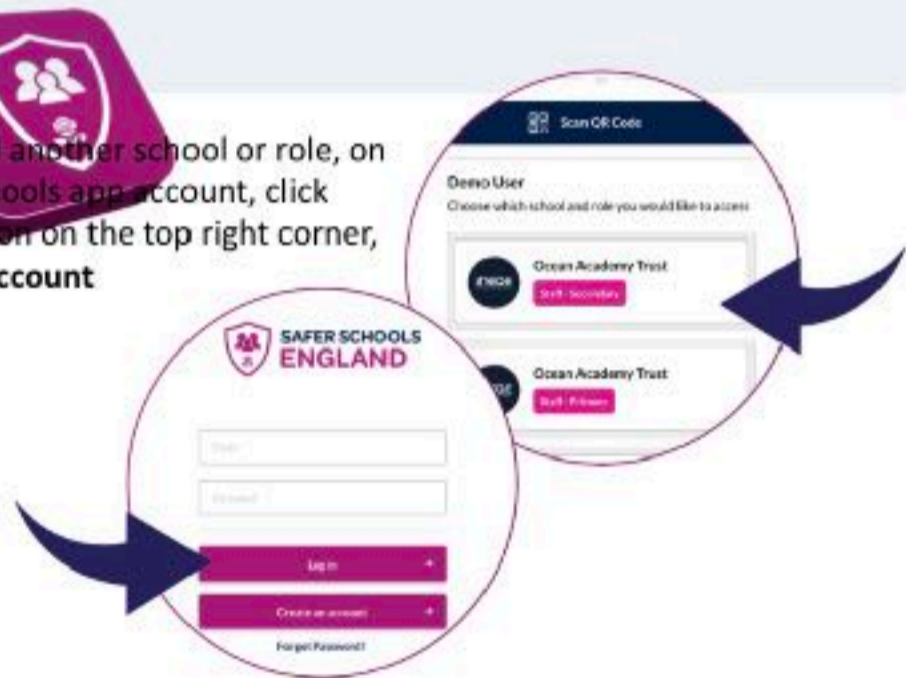 another school or role, on
ools app account, click
on on the top right corner,
ccount
Scan QR Code
Demo User
Choose which school and role you would like to access
Ocean Academy Trust
Staff - Secondary
Ocean Academy Trust
Staff - Primary
SAFER SCHOOLS
ENGLAND
Log in
Create an account
Forgot Password?